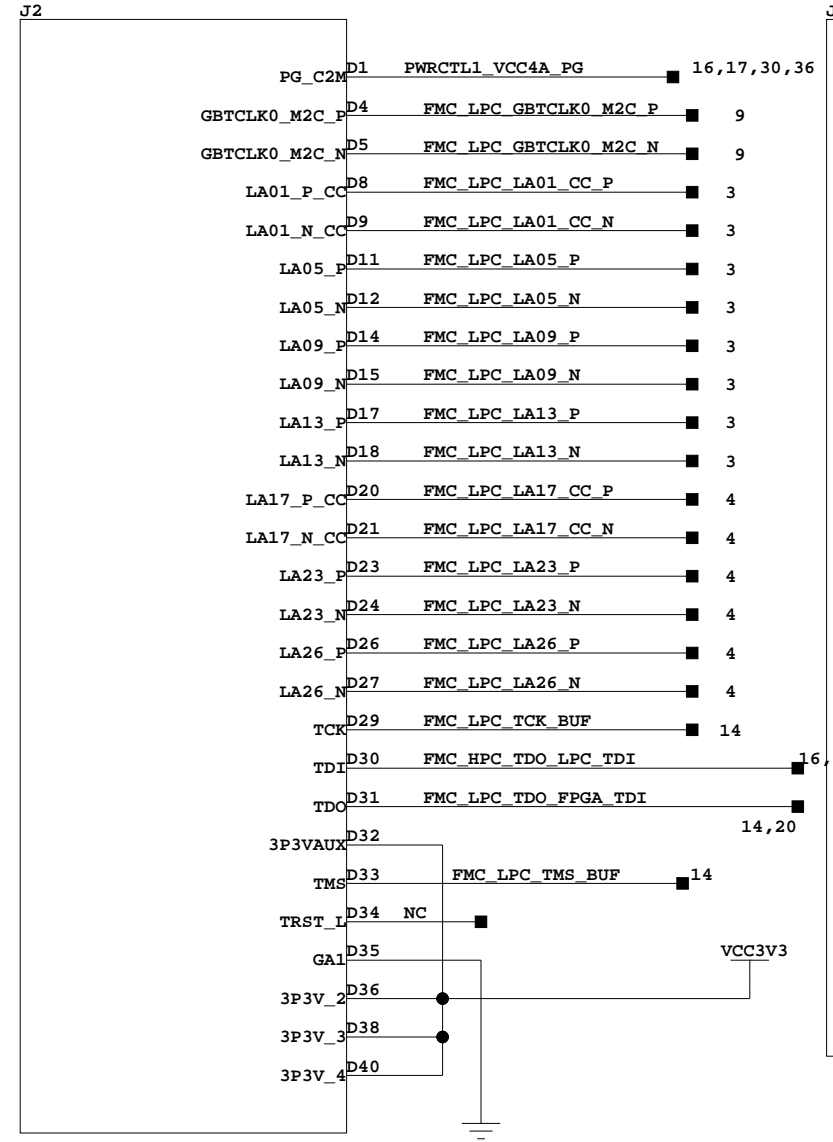 J2
PG_C2M D1 PWRCTL1_VCC4A_PG 16,17,30,36
GBTCLK0_M2C_P D4 FMC_LPC_GBTCLK0_M2C_P 9
GBTCLK0_M2C_N D5 FMC_LPC_GBTCLK0_M2C_N 9
LA01_P_CC D8 FMC_LPC_LA01_CC_P 3
LA01_N_CC D9 FMC_LPC_LA01_CC_N 3
LA05_P D11 FMC_LPC_LA05_P 3
LA05_N D12 FMC_LPC_LA05_N 3
LA09_P D14 FMC_LPC_LA09_P 3
LA09_N D15 FMC_LPC_LA09_N 3
LA13_P D17 FMC_LPC_LA13_P 3
LA13_N D18 FMC_LPC_LA13_N 3
LA17_P_CC D20 FMC_LPC_LA17_CC_P 4
LA17_N_CC D21 FMC_LPC_LA17_CC_N 4
LA23_P D23 FMC_LPC_LA23_P 4
LA23_N D24 FMC_LPC_LA23_N 4
LA26_P D26 FMC_LPC_LA26_P 4
LA26_N D27 FMC_LPC_LA26_N 4
TCK D29 FMC_LPC_TCK_BUF 14
TDI D30 FMC_HPC_TDO_LPC_TDI 16,
TDO D31 FMC_LPC_TDO_FPGA_TDI
14,20
3P3VAUX D32
TMS D33 FMC_LPC_TMS_BUF 14
TRST_L D34 NC
GA1 D35 VCC3V3
3P3V_2 D36
3P3V_3 D38
3P3V_4 D40